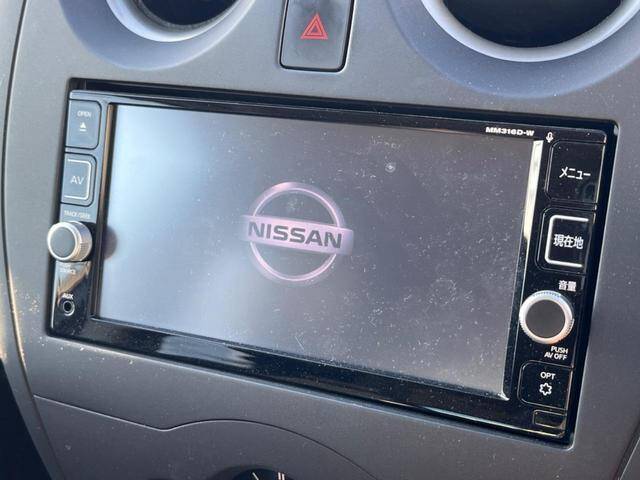 MM316D-W
OPEN
AV
TRACK/SEEK
AUX
NISSAN
メニュー
現在地
音量
PUSH
AV OFF
OPT